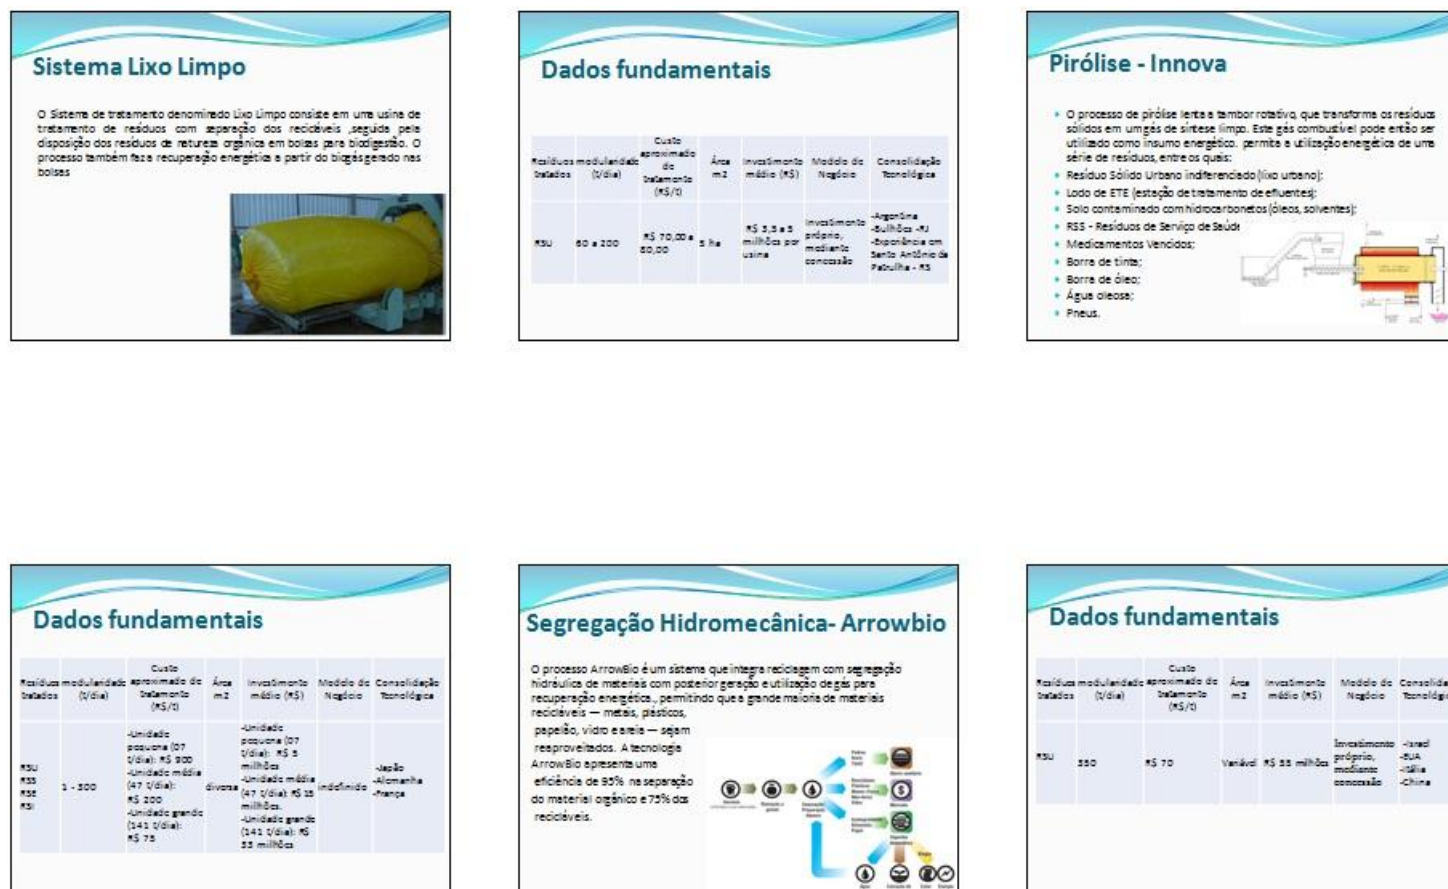 Sistema Lixo Limpo
O Sistema de tratamento denominado Lixo Limpo consiste em uma usina de
tratamento de resíduos com separação dos recicláveis ,seguida pela
disposição dos resíduos de natureza orgânica em bolsas para biodigestão. O
processo também faz a recuperação energética a partir do biogás gerado nas
bolsas
Dados fundamentais
Resíduos tratados
modularidade (t/dia)
Custo aproximado de tratamento (R$/t)
Área m2
Investimento médio (R$)
Modelo de Negócio
Consolidação Tecnológica
RSU
60 a 200
R$ 70,00 a 80,00
5 ha
R$ 3,5 a 5 milhões por usina
Investimento próprio, mediante concessão
-Argentina
-Bulhões -RJ
-Experiência em Santo Antônio da Patrulha - RS
Pirólise - Innova
O processo de pirólise lenta a tambor rotativo, que transforma os resíduos
sólidos em um gás de síntese limpo. Este gás combustível pode então ser
utilizado como insumo energético. permita a utilização energética de uma
série de resíduos, entre os quais:
Resíduo Sólido Urbano indiferenciado (lixo urbano);
Lodo de ETE (estação de tratamento de efluentes);
Solo contaminado com hidrocarbonetos (óleos, solventes);
RSS - Resíduos de Serviço de Saúde
Medicamentos Vencidos;
Borra de tinta;
Borra de óleo;
Água oleosa;
Pneus.
Dados fundamentais
Resíduos tratados
modularidade (t/dia)
Custo aproximado de tratamento (R$/t)
Área m2
Investimento médio (R$)
Modelo de Negócio
Consolidação Tecnológica
RSU
RSS
RSE
RSI
1 - 300
-Unidade pequena (07 t/dia): R$ 900
-Unidade média (47 t/dia): R$ 200
-Unidade grande (141 t/dia): R$ 75
diversa
-Unidade pequena (07 t/dia): R$ 5 milhões
-Unidade média (47 t/dia): R$ 15 milhões.
-Unidade grande (141 t/dia): R$ 33 milhões
indefinido
-Japão
-Alemanha
-França
Segregação Hidromecânica- Arrowbio
O processo ArrowBio é um sistema que integra reciclagem com segregação
hidráulica de materiais com posterior geração e utilização de gás para
recuperação energética., permitindo que a grande maioria de materiais
recicláveis — metais, plásticos,
papelão, vidro e areia — sejam
reaproveitados. A tecnologia
ArrowBio apresenta uma
eficiência de 95% na separação
do material orgânico e 75% dos
recicláveis.
Dados fundamentais
Resíduos tratados
modularidade (t/dia)
Custo aproximado de tratamento (R$/t)
Área m2
Investimento médio (R$)
Modelo de Negócio
RSU
350
R$ 70
Variável
R$ 55 milhões
Investimento próprio, mediante concessão
-Israel
-EUA
-Itália
-China